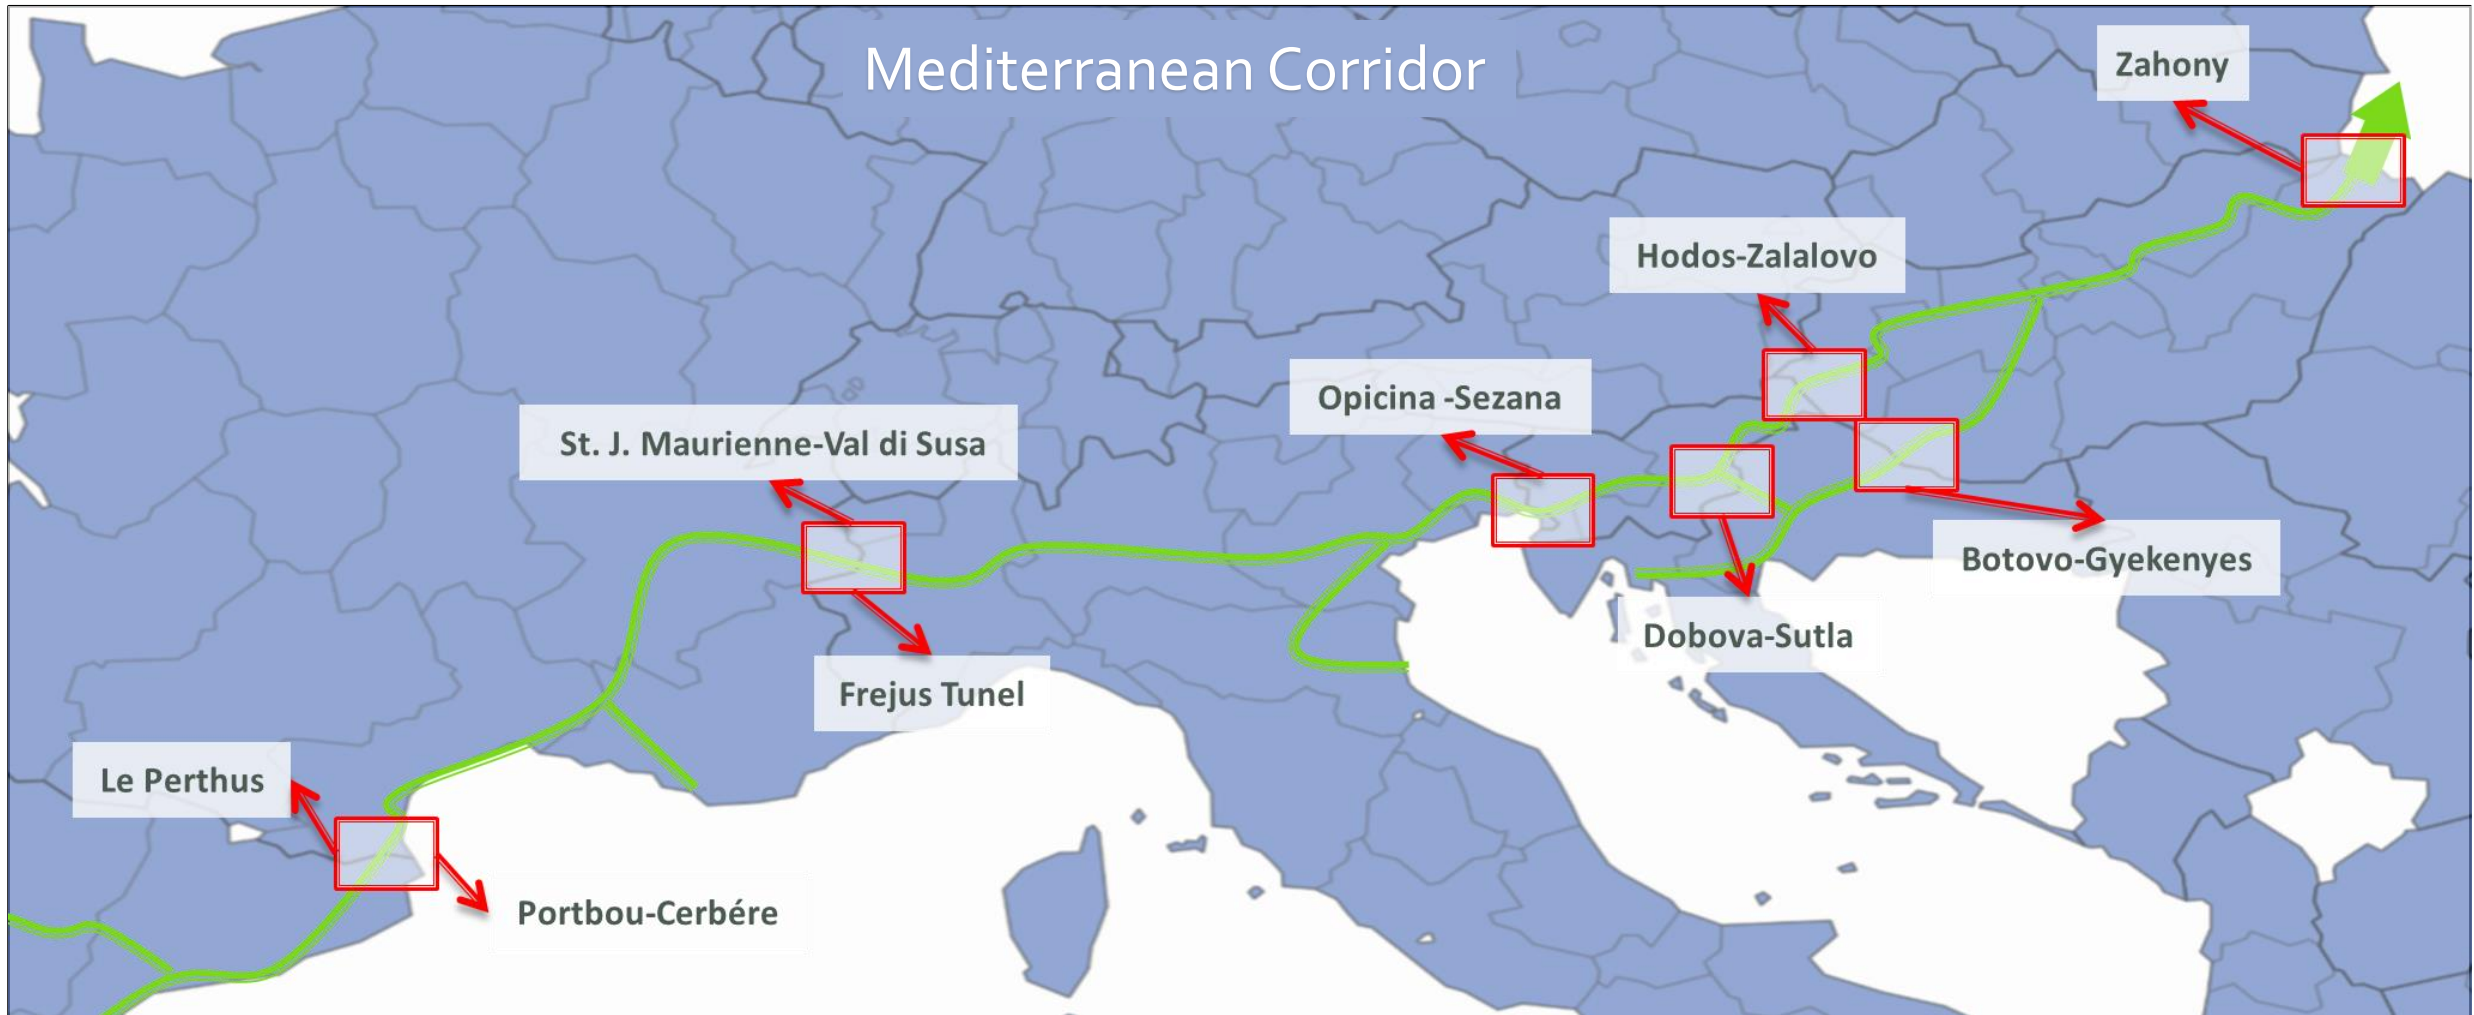 Mediterranean Corridor
Zahony
Hodos-Zalalovo
Opicina -Sezana
St. J. Maurienne-Val di Susa
Botovo-Gyekenyes
Dobova-Sutla
Frejus Tunel
Le Perthus
Portbou-Cerbére